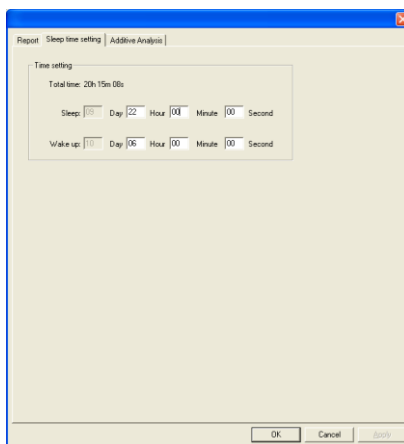 Report Sleep time setting Additive Analysis
Time setting
Total time: 20h 15m 08s
Sleep: 09 Day 22 Hour 00 Minute 00 Second
Wake up: 10 Day 06 Hour 00 Minute 00 Second
OK Cancel Apply